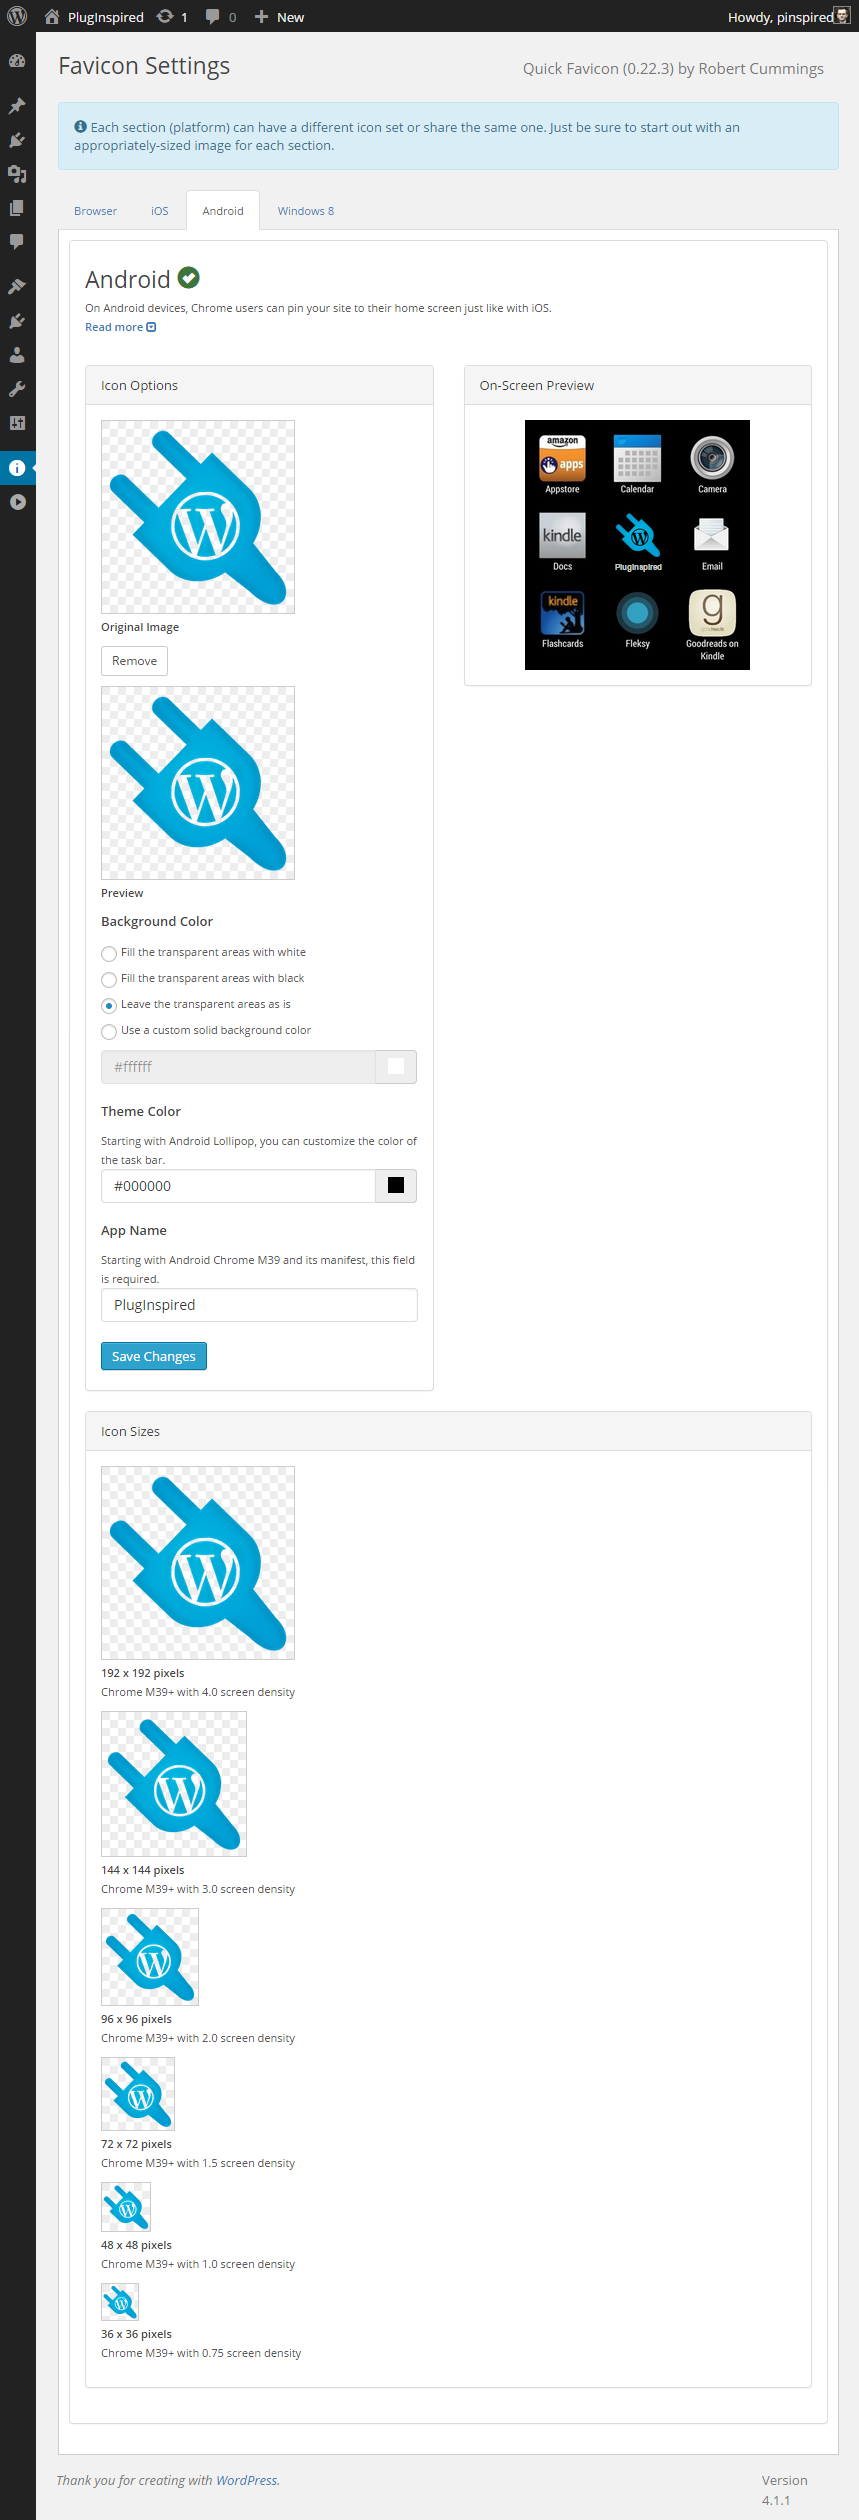 PlugInspired 1 0 New Howdy, pinspired
Favicon Settings
Quick Favicon (0.22.3) by Robert Cummings
Each section (platform) can have a different icon set or share the same one. Just be sure to start out with an
appropriately-sized image for each section.
Browser iOS Android Windows 8
Android
On Android devices, Chrome users can pin your site to their home screen just like with iOS.
Read more
Icon Options
Original Image
Remove
Preview
Background Color
Fill the transparent areas with white
Fill the transparent areas with black
Leave the transparent areas as is
Use a custom solid background color
#ffffff
Theme Color
Starting with Android Lollipop, you can customize the color of
the task bar.
#000000
App Name
Starting with Android Chrome M39 and its manifest, this field
is required.
PlugInspired
Save Changes
On-Screen Preview
amazon
apps
Appstore Calendar Camera
kindle
Docs PlugInspired Email
kindle
g
Flashcards Fleksy Goodreads on
Kindle
Icon Sizes
192 x 192 pixels
Chrome M39+ with 4.0 screen density
144 x 144 pixels
Chrome M39+ with 3.0 screen density
96 x 96 pixels
Chrome M39+ with 2.0 screen density
72 x 72 pixels
Chrome M39+ with 1.5 screen density
48 x 48 pixels
Chrome M39+ with 1.0 screen density
36 x 36 pixels
Chrome M39+ with 0.75 screen density
Thank you for creating with WordPress.
Version
4.1.1